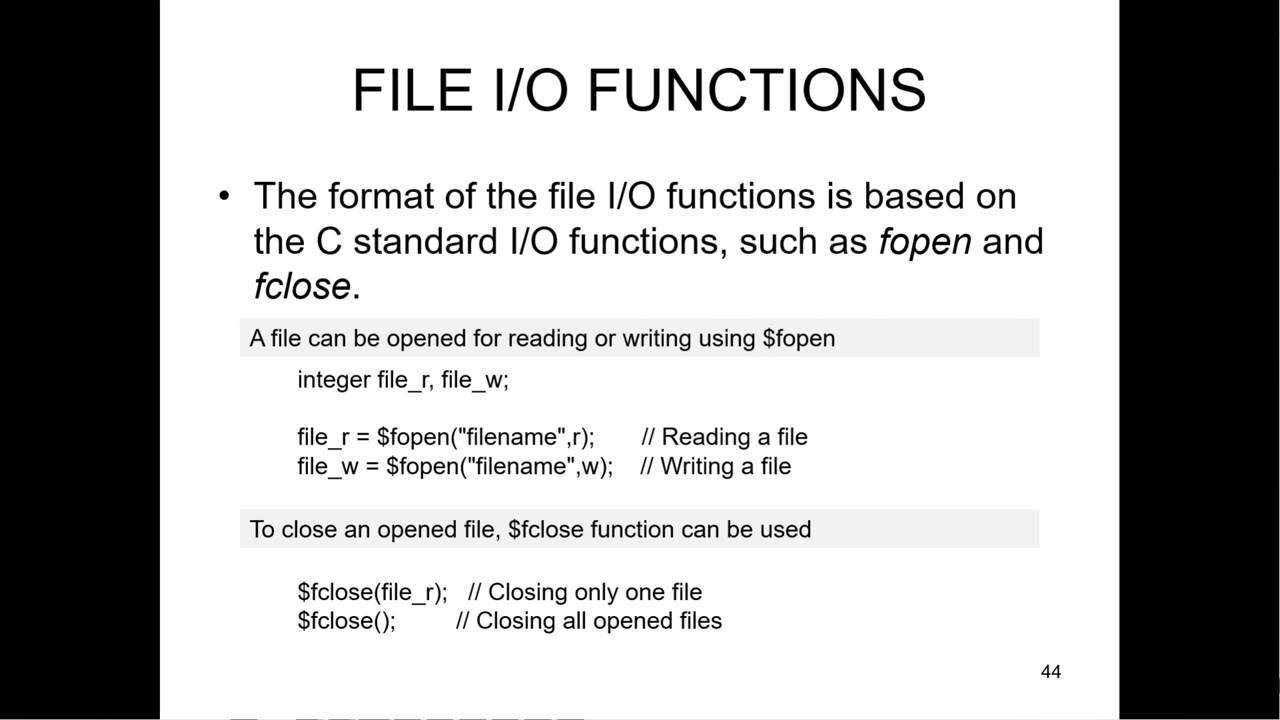 FILE I/O FUNCTIONS
• The format of the file I/O functions is based on
the C standard I/O functions, such as fopen and
fclose.
A file can be opened for reading or writing using $fopen
integer file_r, file_w;
file_r = $fopen("filename",r); // Reading a file
file_w = $fopen("filename",w); // Writing a file
To close an opened file, $fclose function can be used
$fclose(file_r); // Closing only one file
$fclose(); // Closing all opened files
44